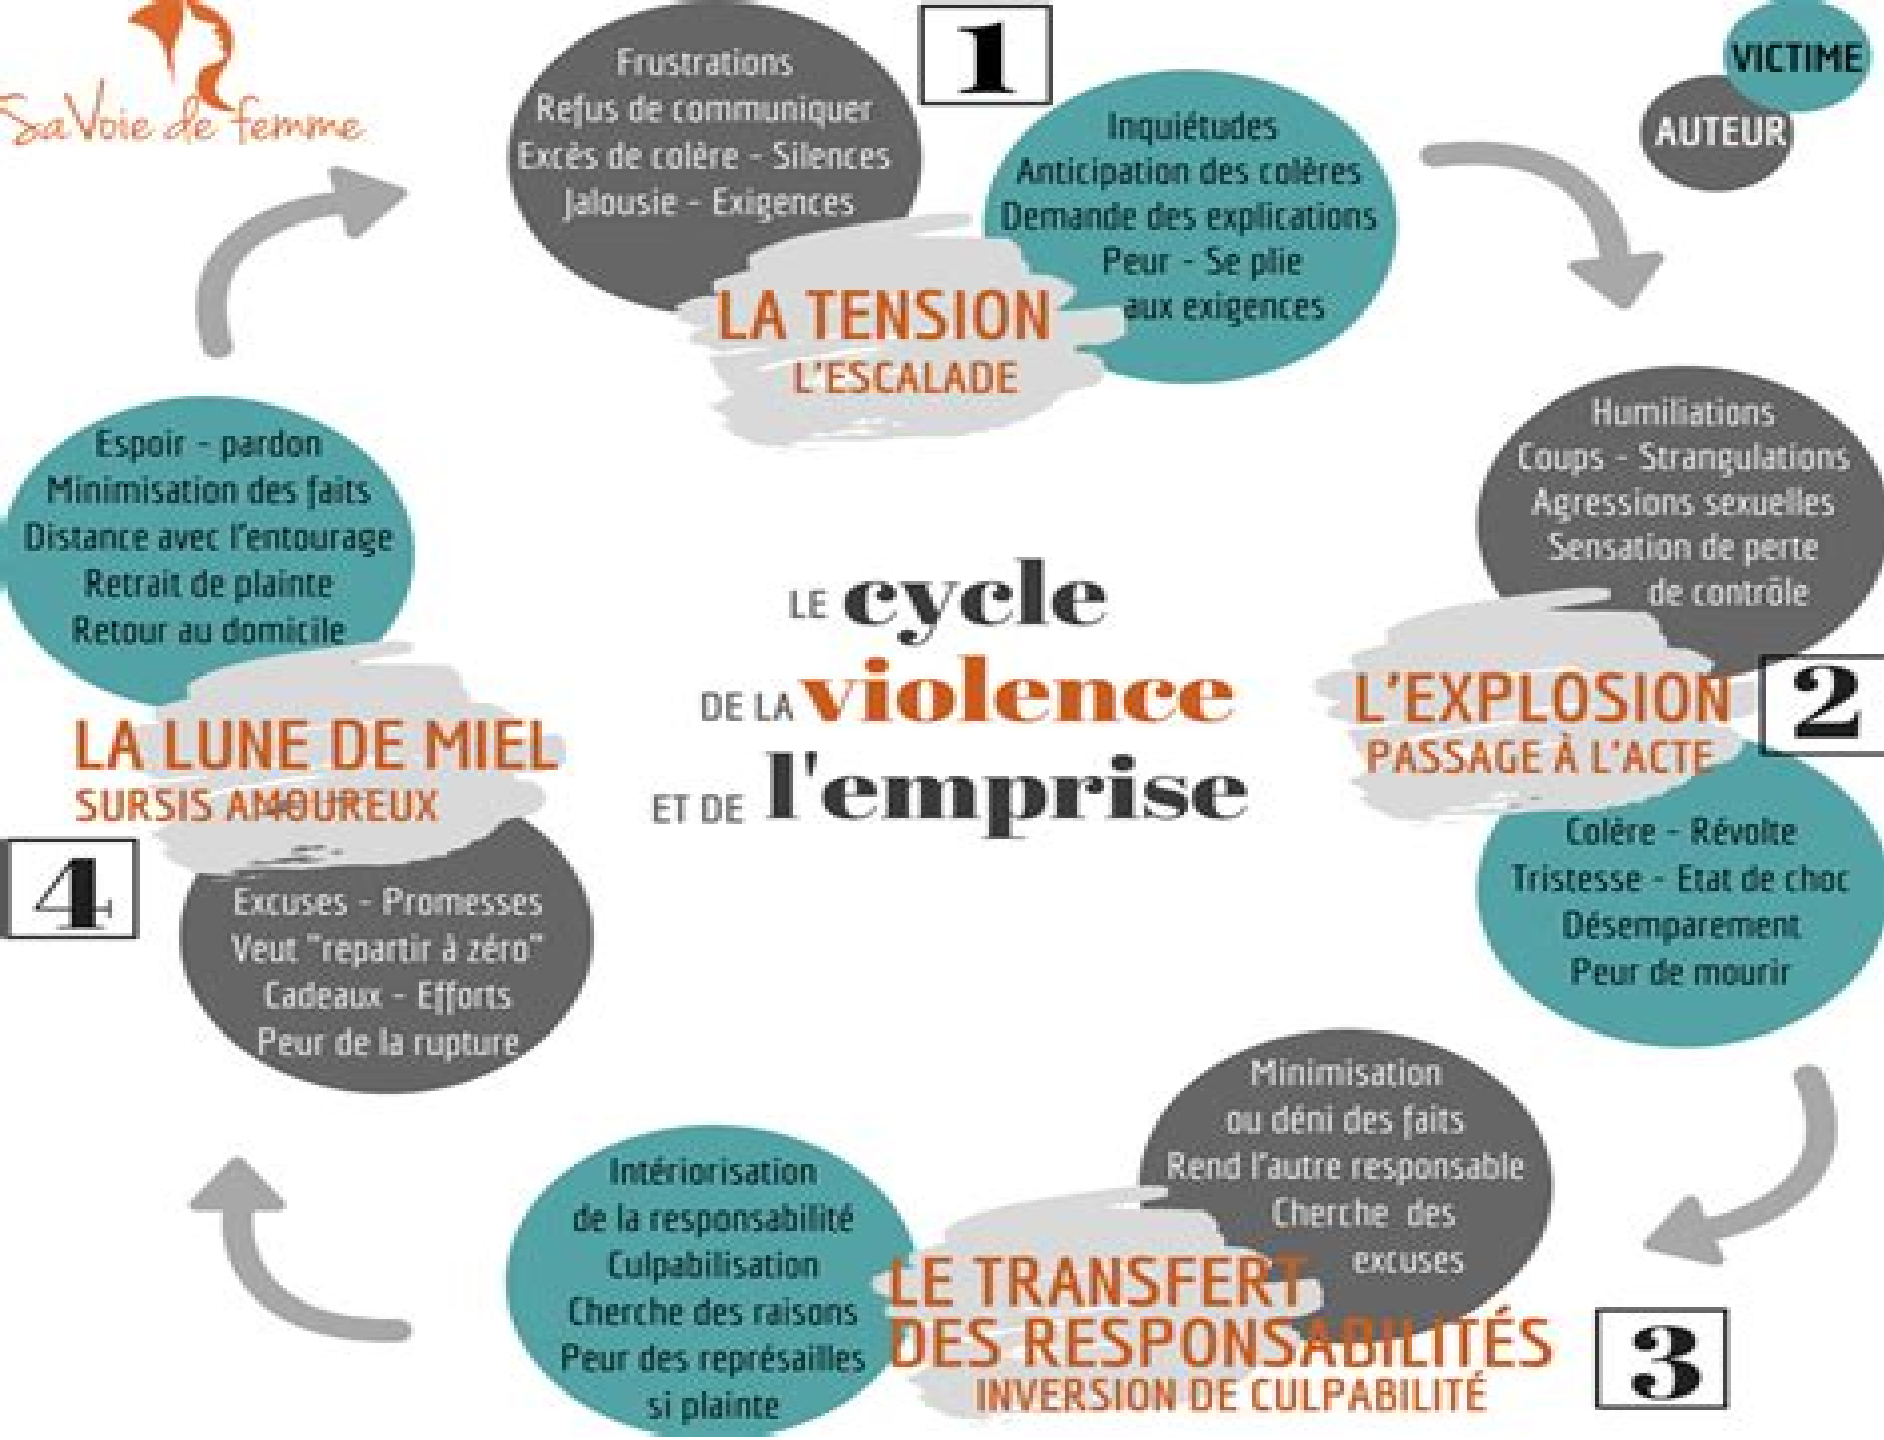 SaVoie de femme
1
VICTIME
AUTEUR
Frustrations
Refus de communiquer
Excès de colère - Silences
Jalousie - Exigences
Inquiétudes
Anticipation des colères
Demande des explications
Peur - Se plie
aux exigences
LA TENSION
L'ESCALADE
Humiliations
Coups - Strangulations
Agressions sexuelles
Sensation de perte
de contrôle
L'EXPLOSION
PASSAGE À L'ACTE
2
Colère - Révolte
Tristesse - Etat de choc
Désemparement
Peur de mourir
LE cycle
DE LA violence
ET DE l'emprise
Minimisation
ou déni des faits
Rend l'autre responsable
Cherche des
excuses
LE TRANSFERT
DES RESPONSABILITÉS
INVERSION DE CULPABILITÉ
3
Intériorisation
de la responsabilité
Culpabilisation
Cherche des raisons
Peur des représailles
si plainte
Espoir - pardon
Minimisation des faits
Distance avec l'entourage
Retrait de plainte
Retour au domicile
LA LUNE DE MIEL
SURSIS AMOUREUX
4
Excuses - Promesses
Veut "repartir à zéro"
Cadeaux - Efforts
Peur de la rupture